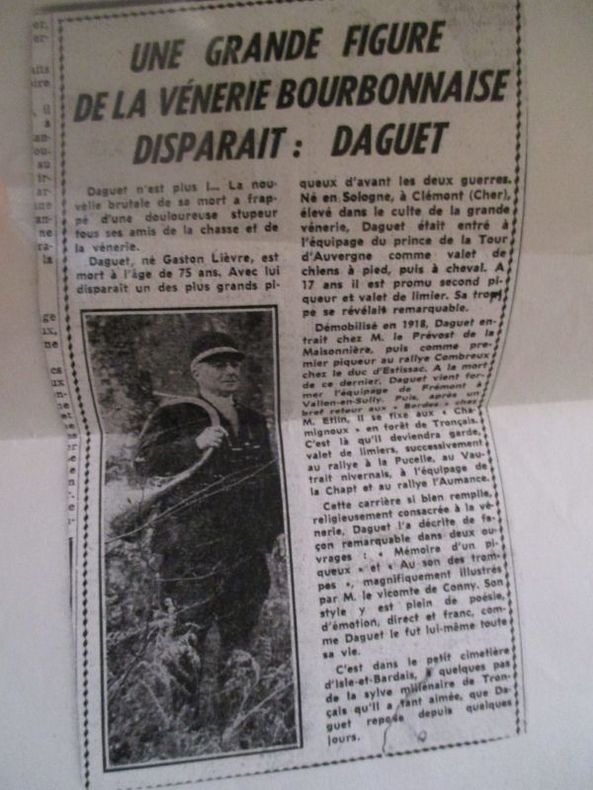 UNE GRANDE FIGURE
DE LA VÉNERIE BOURBONNAISE
DISPARAIT : DAGUET
Daguet n'est plus !... La nou-
velle brutale de sa mort a frap-
pé d'une douloureuse stupeur
tous ses amis de la chasse et de
la vénerie.
Daguet, né Gaston Lièvre, est
mort à l'âge de 75 ans. Avec lui
disparaît un des plus grands pi-
queux d'avant les deux guerres.
Né en Sologne, à Clémont (Cher),
élevé dans le culte de la grande
vénerie, Daguet était entré à
l'équipage du prince de la Tour
d'Auvergne comme valet de
chiens à pied, puis à cheval. A
17 ans il est promu second pi-
queur et valet de limier. Sa trom-
pe se révélait remarquable.
Démobilisé en 1918, Daguet en-
trait chez M. le Prévost de la
Maisonnière, puis comme pre-
mier piqueur au rallye Combreux
chez le duc d'Estissac. A la mort
de ce dernier, Daguet vient for-
mer l'équipage de Frémont à
Vallon-en-Sully. Puis, après un
bref retour aux « Bordes » chez
M. Etlin, il se fixe aux « Cha-
mignoux » en forêt de Tronçais.
C'est là qu'il deviendra garde,
valet de limiers, successivement
au rallye à la Pucelle, au Vau-
trait nivernais, à l'équipage de
la Chapt et au rallye l'Aumance.
Cette carrière si bien remplie,
religieusement consacrée à la vé-
nerie, Daguet l'a décrite de fa-
çon remarquable dans deux ou-
vrages : « Mémoire d'un pi-
queux » et « Au son des trom-
pes », magnifiquement illustrés
par M. le vicomte de Conny. Son
style y est plein de poésie,
d'émotion, direct et franc, com-
me Daguet le fut lui-même toute
sa vie.
C'est dans le petit cimetière
d'Isle-et-Bardais, à quelques pas
de la sylve millénaire de Tron-
çais qu'il a tant aimée, que Da-
guet repose depuis quelques
jours.